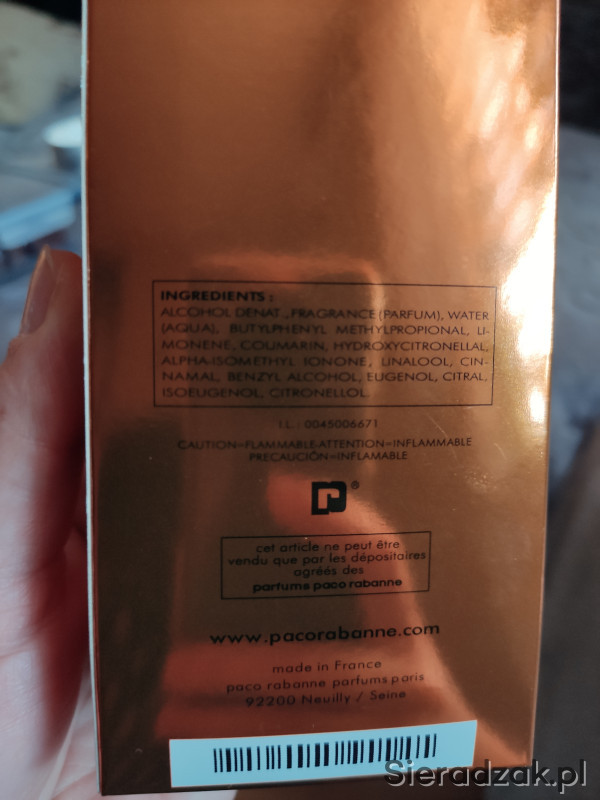 INGREDIENTS :
ALCOHOL DENAT., FRAGRANCE (PARFUM), WATER
(AQUA), BUTYLPHENYL METHYLPROPIONAL, LI-
MONENE, COUMARIN, HYDROXYCITRONELLAL,
ALPHA-ISOMETHYL IONONE, LINALOOL, CIN-
NAMAL, BENZYL ALCOHOL, EUGENOL, CITRAL,
ISOEUGENOL, CITRONELLOL.
I.L.: 0045006671
CAUTION=FLAMMABLE-ATTENTION=INFLAMMABLE
PRECAUCIÓN=INFLAMABLE
®
cet article ne peut être
vendu que par les dépositaires
agréés des
parfums paco rabanne
www.pacorabanne.com
made in France
paco rabanne parfums paris
92200 Neuilly / Seine
Sieradzak.pl